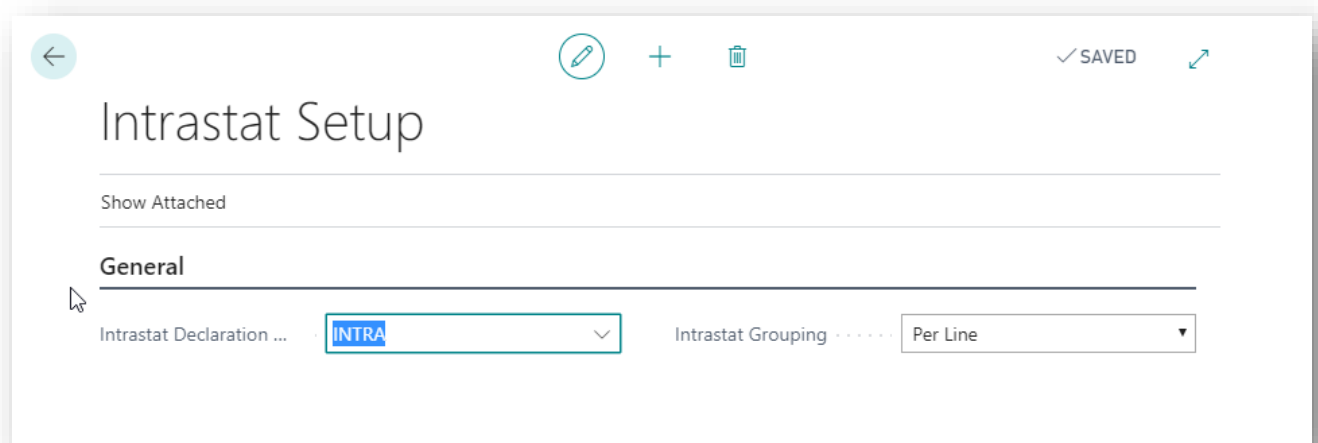 SAVED
Intrastat Setup
Show Attached
General
Intrastat Declaration ... INTRA Intrastat Grouping Per Line